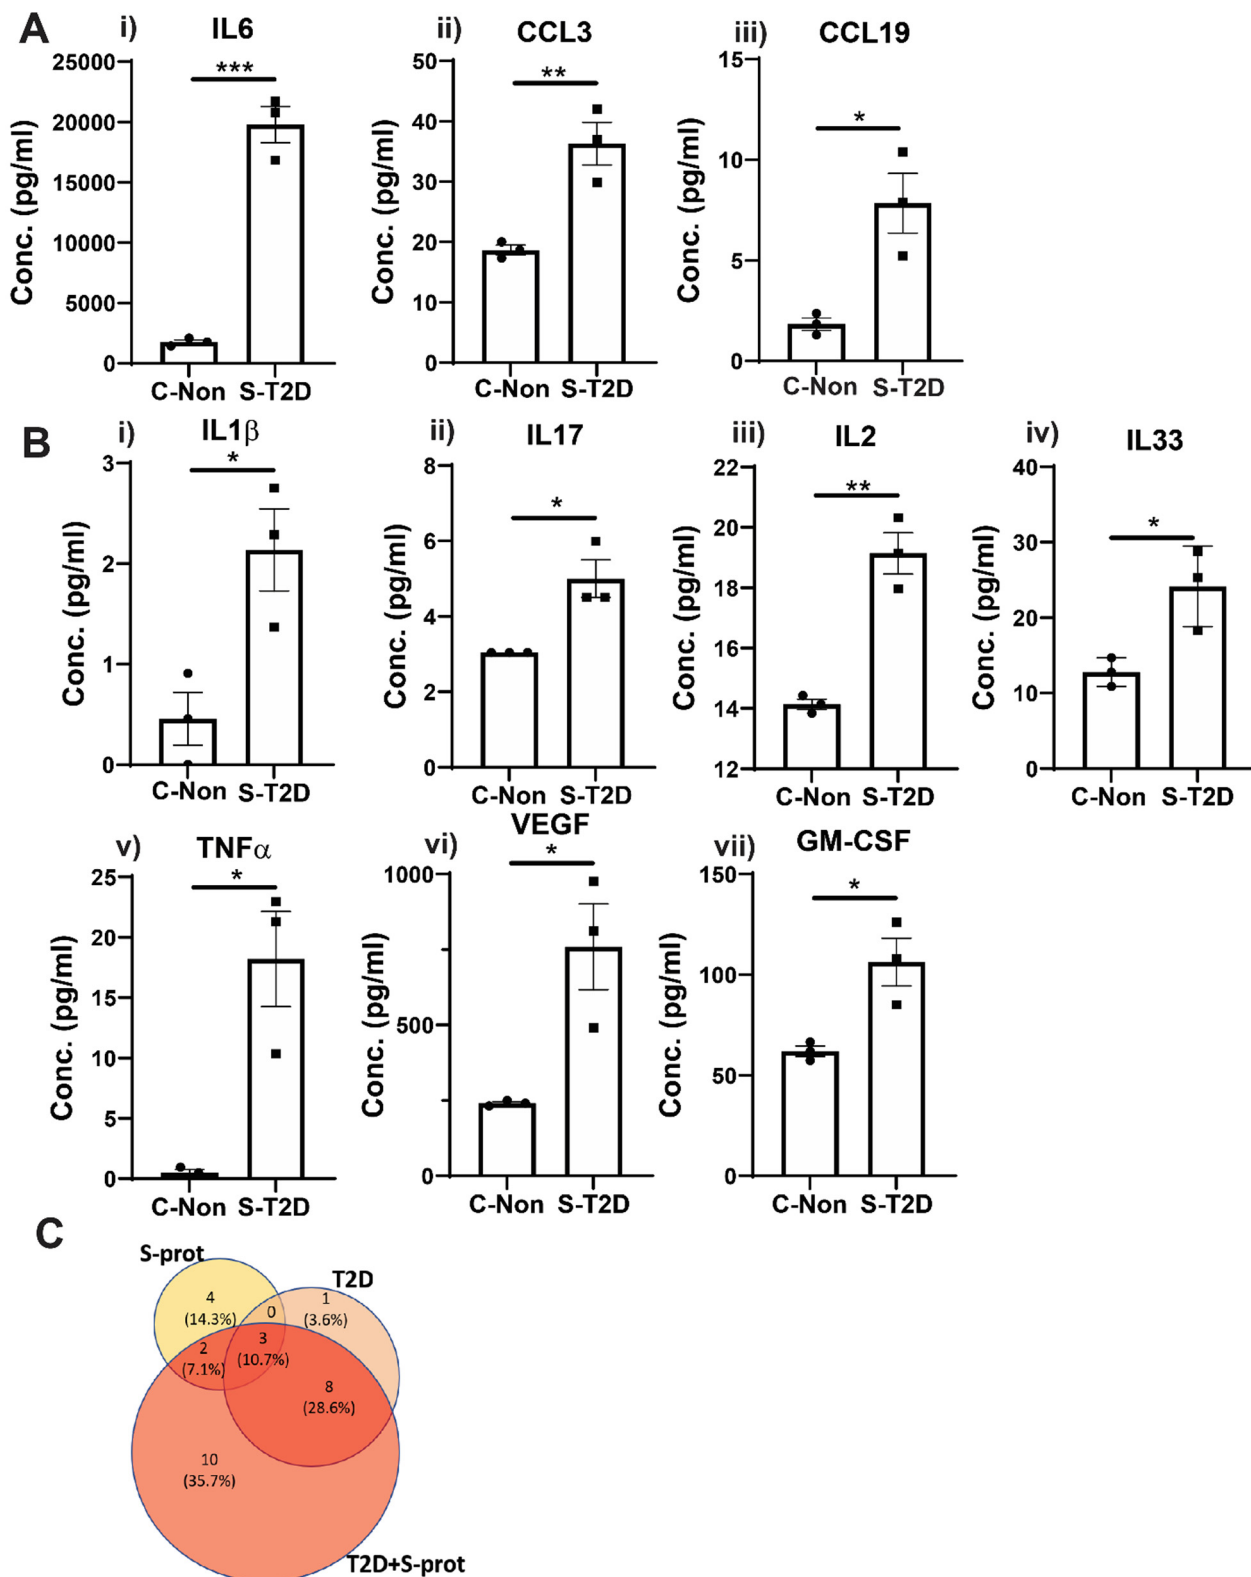 A
i) IL6
25000
20000
15000
10000
5000
0
Conc. (pg/ml)
***
C-Non S-T2D
ii) CCL3
50
40
30
20
10
0
Conc. (pg/ml)
**
C-Non S-T2D
iii) CCL19
15
10
5
0
Conc. (pg/ml)
*
C-Non S-T2D
B
i) IL1β
3
2
1
0
Conc. (pg/ml)
*
C-Non S-T2D
ii) IL17
8
6
4
2
0
Conc. (pg/ml)
*
C-Non S-T2D
iii) IL2
22
20
18
16
14
12
Conc. (pg/ml)
**
C-Non S-T2D
iv) IL33
40
30
20
10
0
Conc. (pg/ml)
*
C-Non S-T2D
v) TNFα
25
20
15
10
5
0
Conc. (pg/ml)
*
C-Non S-T2D
vi) VEGF
1000
500
0
Conc. (pg/ml)
*
C-Non S-T2D
vii) GM-CSF
150
100
50
0
Conc. (pg/ml)
*
C-Non S-T2D
C
S-prot
T2D
4
(14.3%)
0
1
(3.6%)
2
(7.1%)
3
(10.7%)
8
(28.6%)
10
(35.7%)
T2D+S-prot